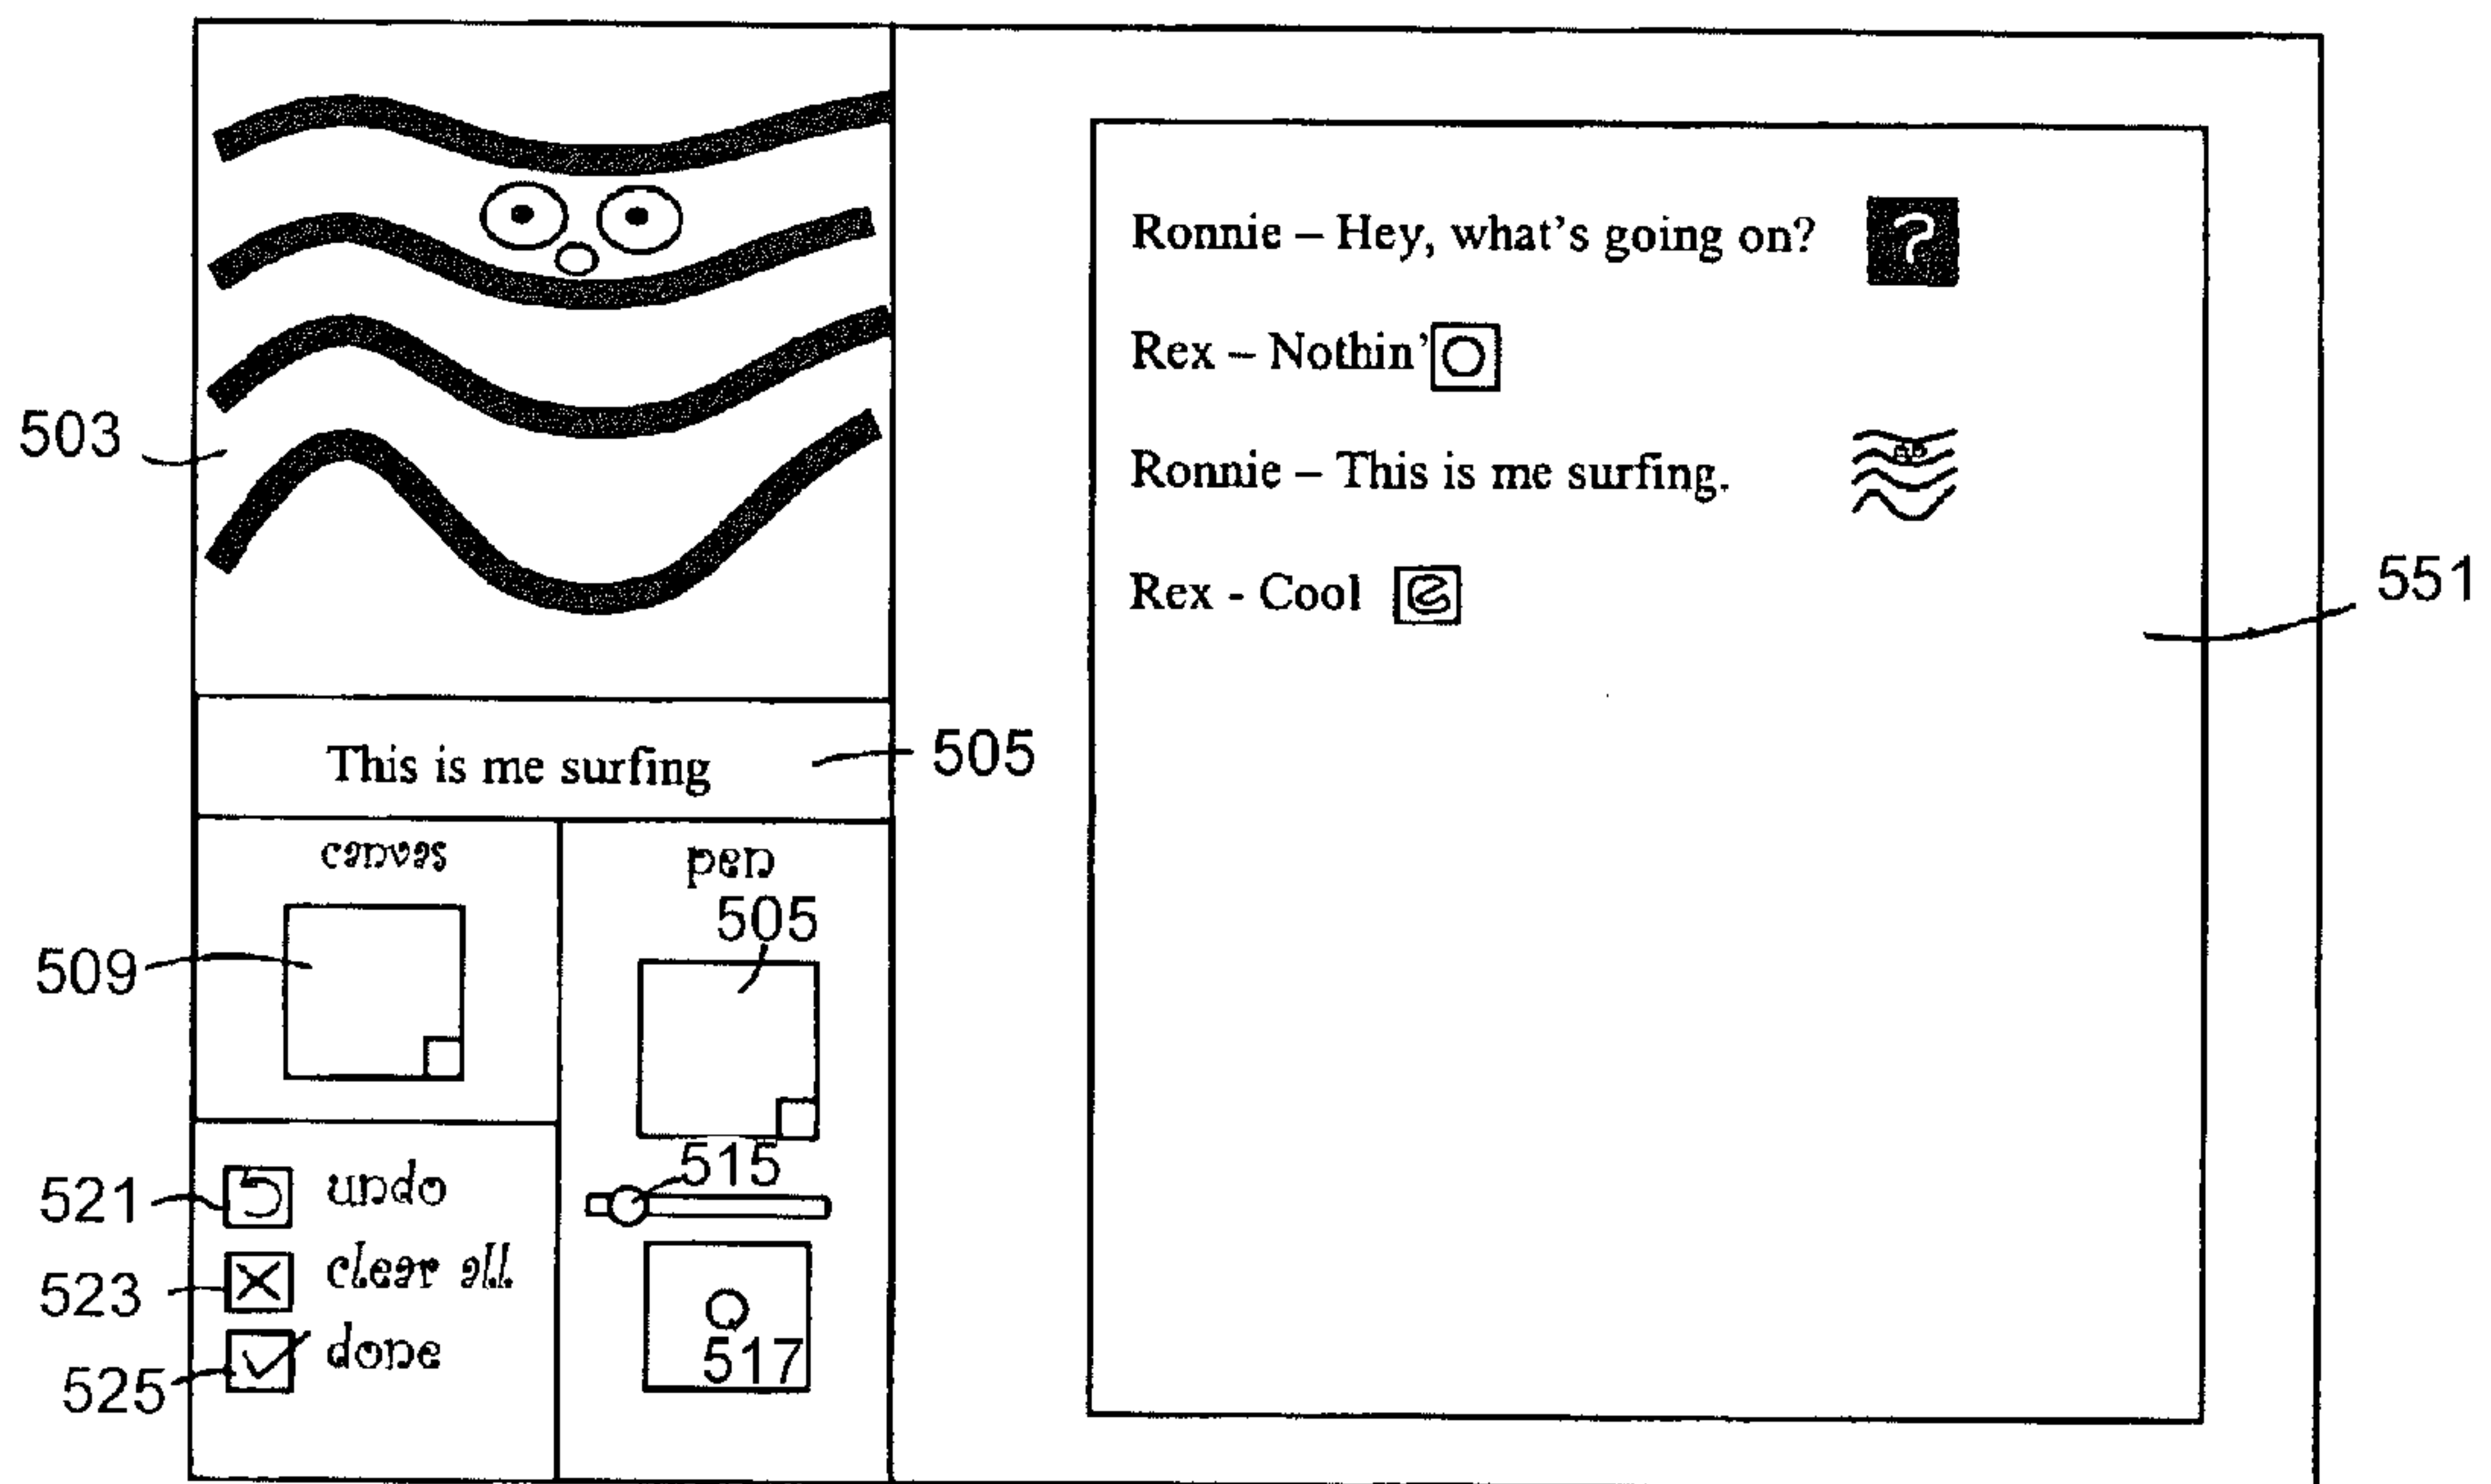 503
This is me surfing
505
canvas
509
pen
505
515
517
521 undo
523 clear all
525 done
Ronnie – Hey, what's going on? ?
Rex – Nothin'
Ronnie – This is me surfing.
Rex - Cool
551